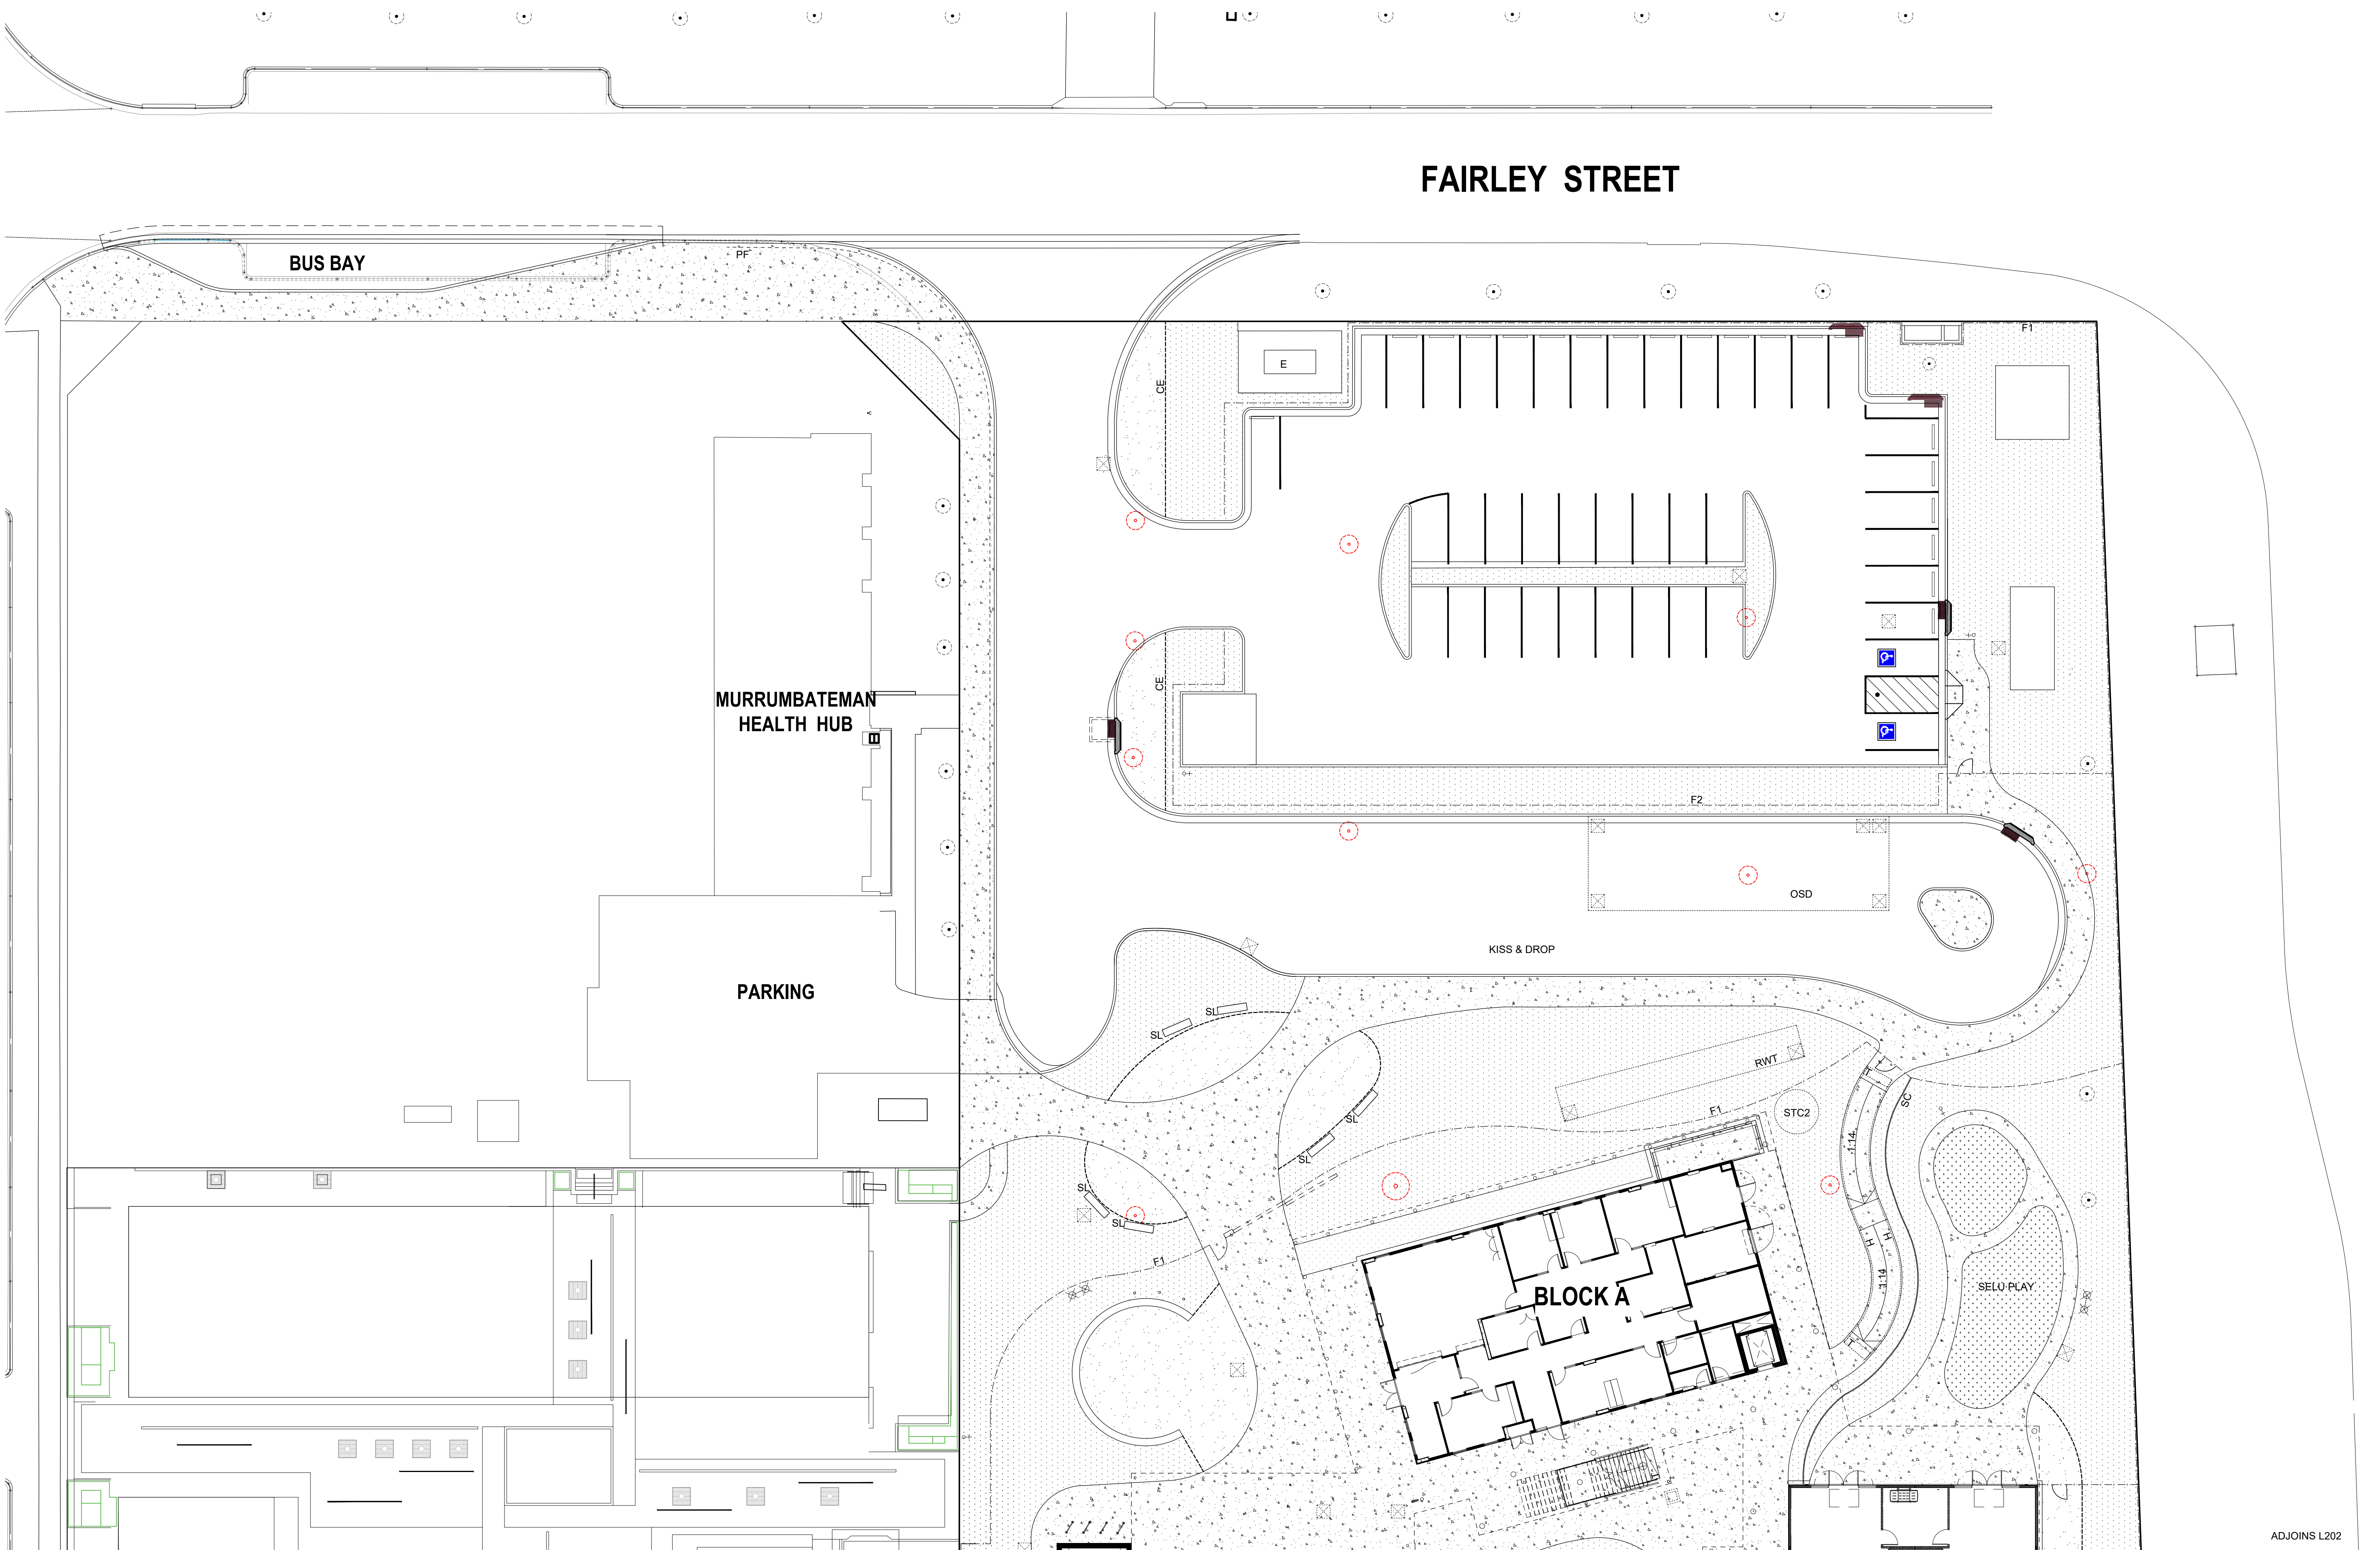 FAIRLEY STREET
BUS BAY
PF
F1
E
CE
CE
MURRUMBATEMAN
HEALTH HUB
F2
OSD
KISS & DROP
PARKING
SL
SL
RWT
SC
F1
STC2
SL
1:14
SL
T
SL
SL
H
H
F1
1:14
SELU PLAY
BLOCK A
T
ADJOINS L202